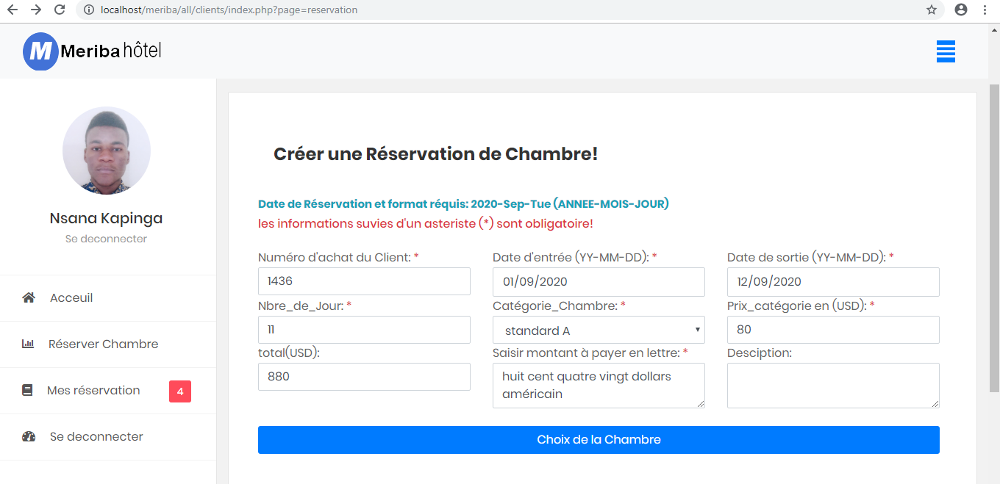 localhost/meriba/all/clients/index.php?page=reservation
M Meriba hôtel
Nsana Kapinga
Se deconnecter
Acceuil
Réserver Chambre
Mes réservation 4
Se deconnecter
Créer une Réservation de Chambre!
Date de Réservation et format réquis: 2020-Sep-Tue (ANNEE-MOIS-JOUR)
les informations suvies d'un asteriste (*) sont obligatoire!
Numéro d'achat du Client: * Date d'entrée (YY-MM-DD): * Date de sortie (YY-MM-DD): *
1436 01/09/2020 12/09/2020
Nbre_de_Jour: * Catégorie_Chambre: * Prix_catégorie en (USD): *
11 standard A 80
total(USD): Saisir montant à payer en lettre: * Desciption:
880 huit cent quatre vingt dollars
américain
Choix de la Chambre